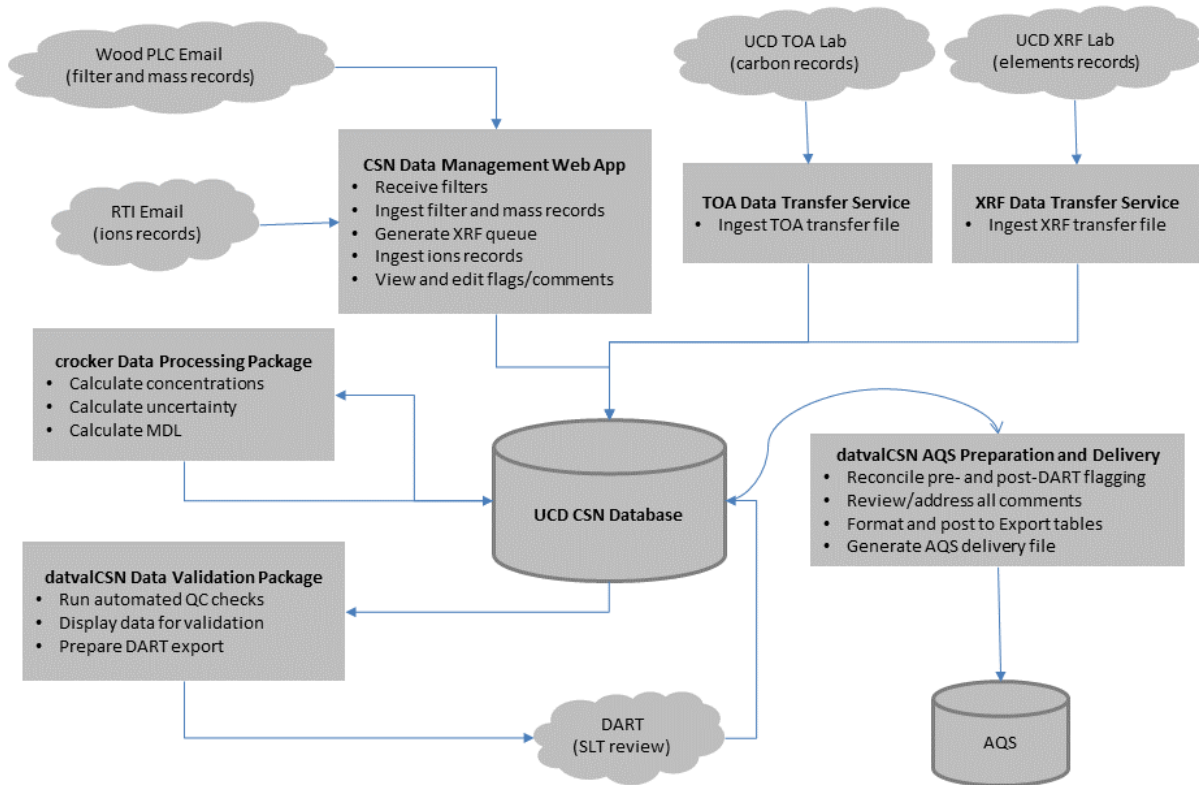 Wood PLC Email
(filter and mass records)
UCD TOA Lab
(carbon records)
UCD XRF Lab
(elements records)
CSN Data Management Web App
• Receive filters
• Ingest filter and mass records
• Generate XRF queue
• Ingest ions records
• View and edit flags/comments
RTI Email
(ions records)
TOA Data Transfer Service
• Ingest TOA transfer file
XRF Data Transfer Service
• Ingest XRF transfer file
crocker Data Processing Package
• Calculate concentrations
• Calculate uncertainty
• Calculate MDL
UCD CSN Database
datvalCSN AQS Preparation and Delivery
• Reconcile pre- and post-DART flagging
• Review/address all comments
• Format and post to Export tables
• Generate AQS delivery file
datvalCSN Data Validation Package
• Run automated QC checks
• Display data for validation
• Prepare DART export
DART
(SLT review)
AQS